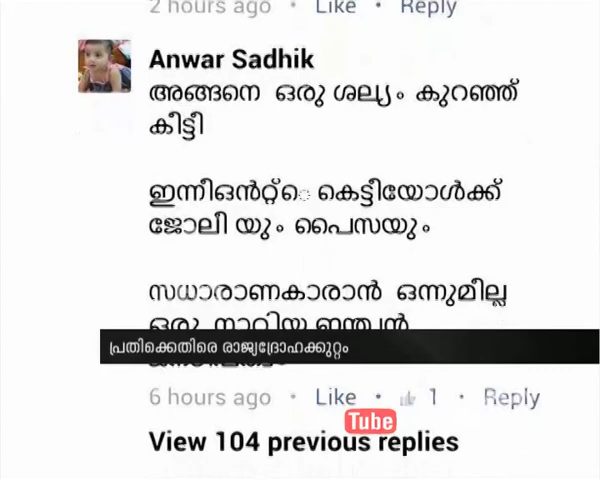 2 hours ago • Like • Reply
Anwar Sadhik
അങ്ങനെ ഒരു ശല്യം കുറഞ്ഞ്
കീട്ടീ
ഇന്നീഒൻറ്റ്െ കെട്ടീയോൾക്ക്
ജോലീ യും പൈസയും
സധാരാണകാരാൻ ഒന്നുമീല്ല
ഒരു നാറിയ ഇന്ത്യൻ
പ്രതിക്കെതിരെ രാജ്യദ്രോഹക്കുറ്റം
6 hours ago • Like • 1 • Reply
Tube
View 104 previous replies